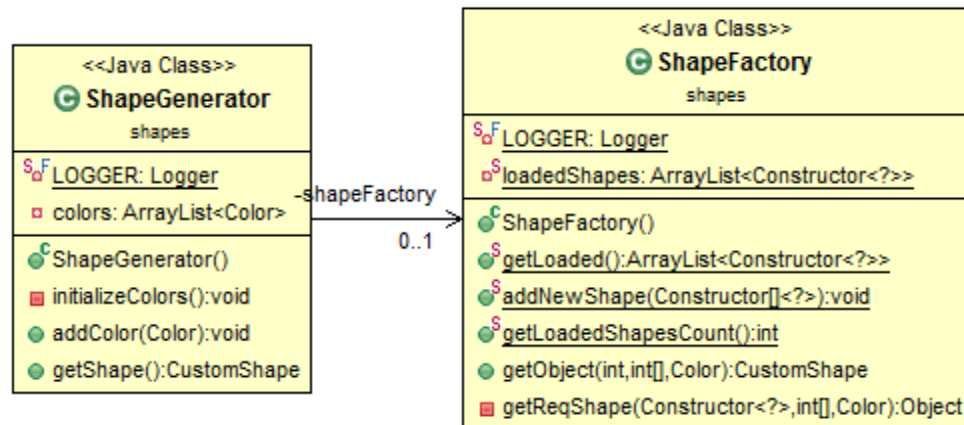 <<Java Class>>
ShapeGenerator
shapes
LOGGER: Logger
colors: ArrayList<Color>
ShapeGenerator()
initializeColors():void
addColor(Color):void
getShape():CustomShape
-shapeFactory
0..1
<<Java Class>>
ShapeFactory
shapes
LOGGER: Logger
loadedShapes: ArrayList<Constructor<?>>
ShapeFactory()
getLoaded():ArrayList<Constructor<?>>
addNewShape(Constructor[]<?>):void
getLoadedShapesCount():int
getObject(int,int[],Color):CustomShape
getReqShape(Constructor<?>,int[],Color):Object